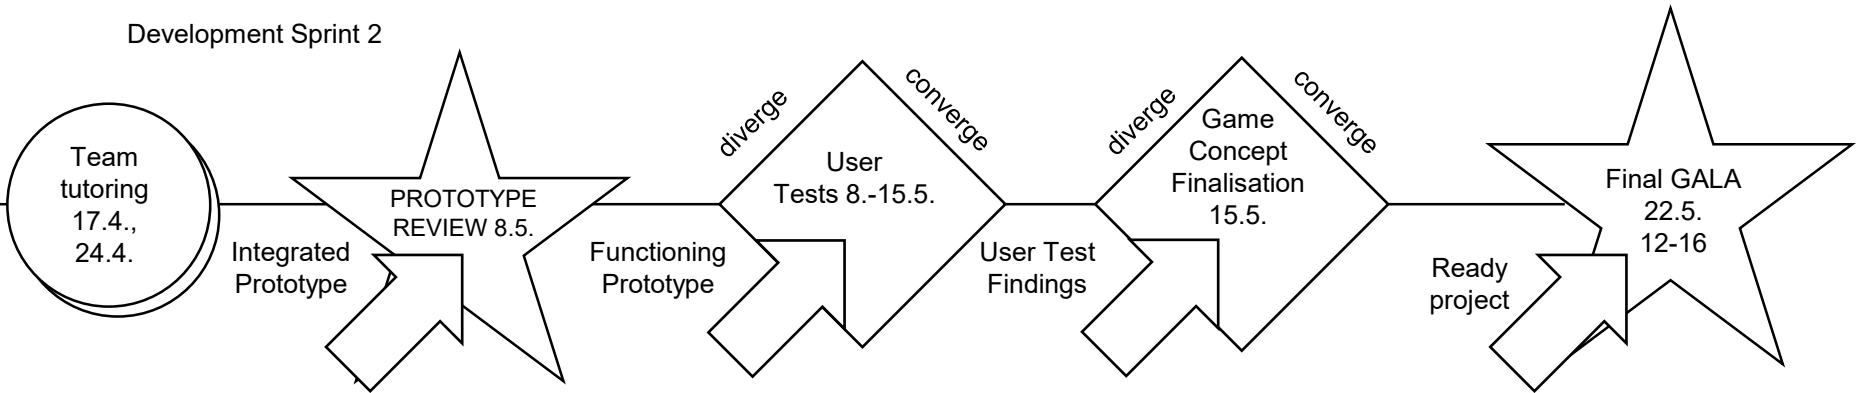 Development Sprint 2
Team
tutoring
17.4.,
24.4.
Integrated
Prototype
PROTOTYPE
REVIEW 8.5.
Functioning
Prototype
diverge
converge
User
Tests 8.-15.5.
User Test
Findings
diverge
converge
Game
Concept
Finalisation
15.5.
Ready
project
Final GALA
22.5.
12-16